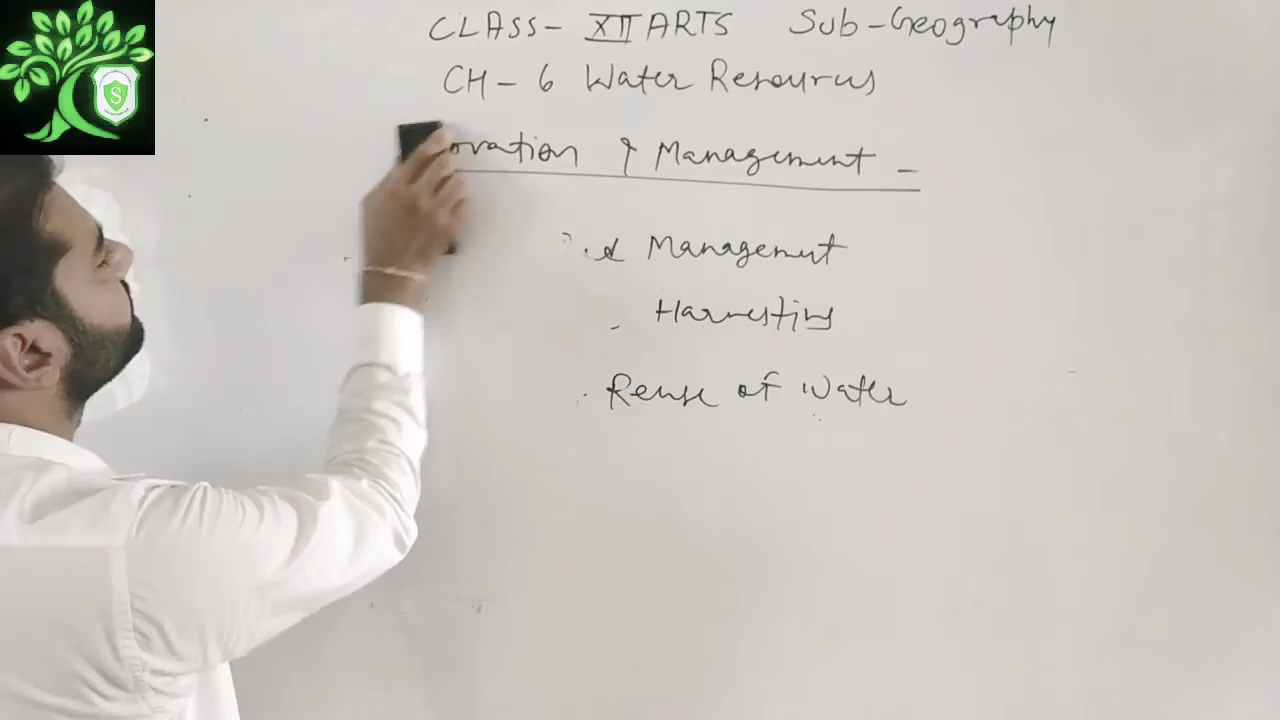 CLASS- XII ARTS Sub-Geography
CH-6 Water Resources
ovation & Management -
d Management
Harvesting
Reuse of Water
S